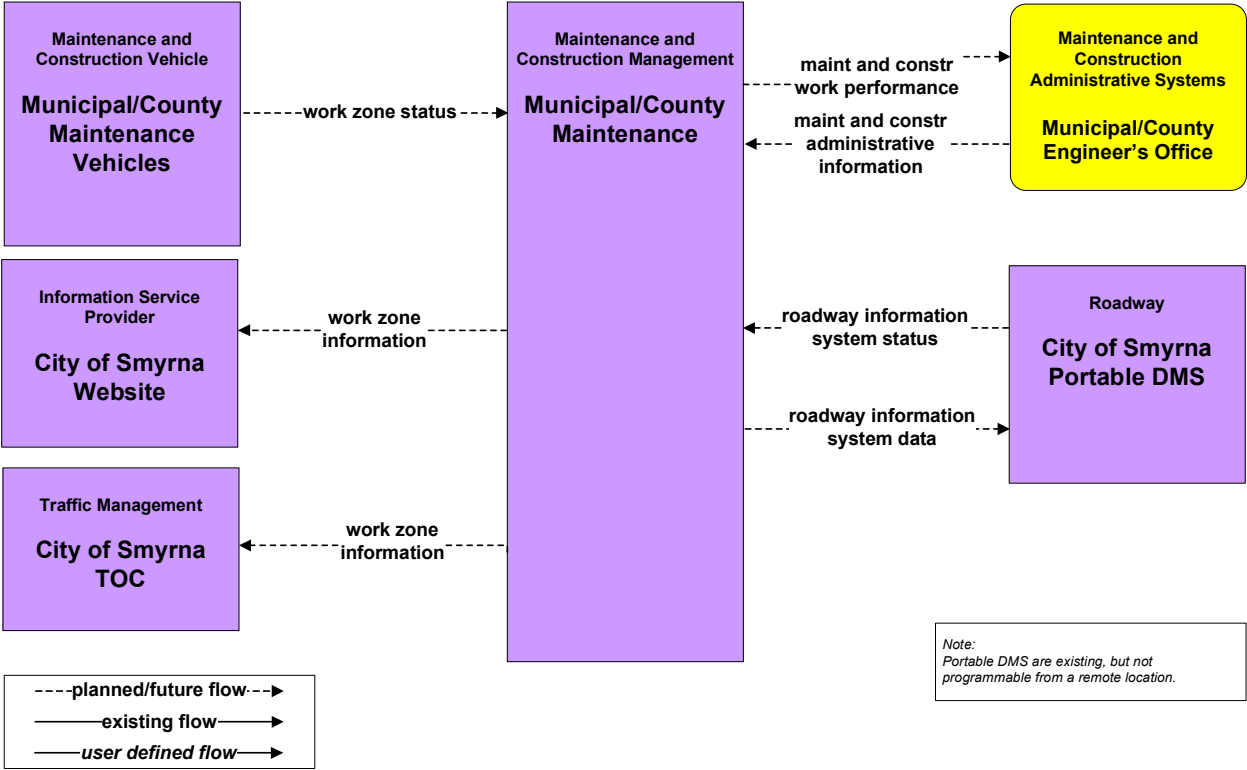 Maintenance and
Construction Vehicle
Municipal/County
Maintenance
Vehicles
work zone status
Maintenance and
Construction Management
Municipal/County
Maintenance
maint and constr
work performance
maint and constr
administrative
information
Maintenance and
Construction
Administrative Systems
Municipal/County
Engineer's Office
Information Service
Provider
City of Smyrna
Website
work zone
information
roadway information
system status
roadway information
system data
Roadway
City of Smyrna
Portable DMS
Traffic Management
City of Smyrna
TOC
work zone
information
Note:
Portable DMS are existing, but not
programmable from a remote location.
planned/future flow
existing flow
user defined flow